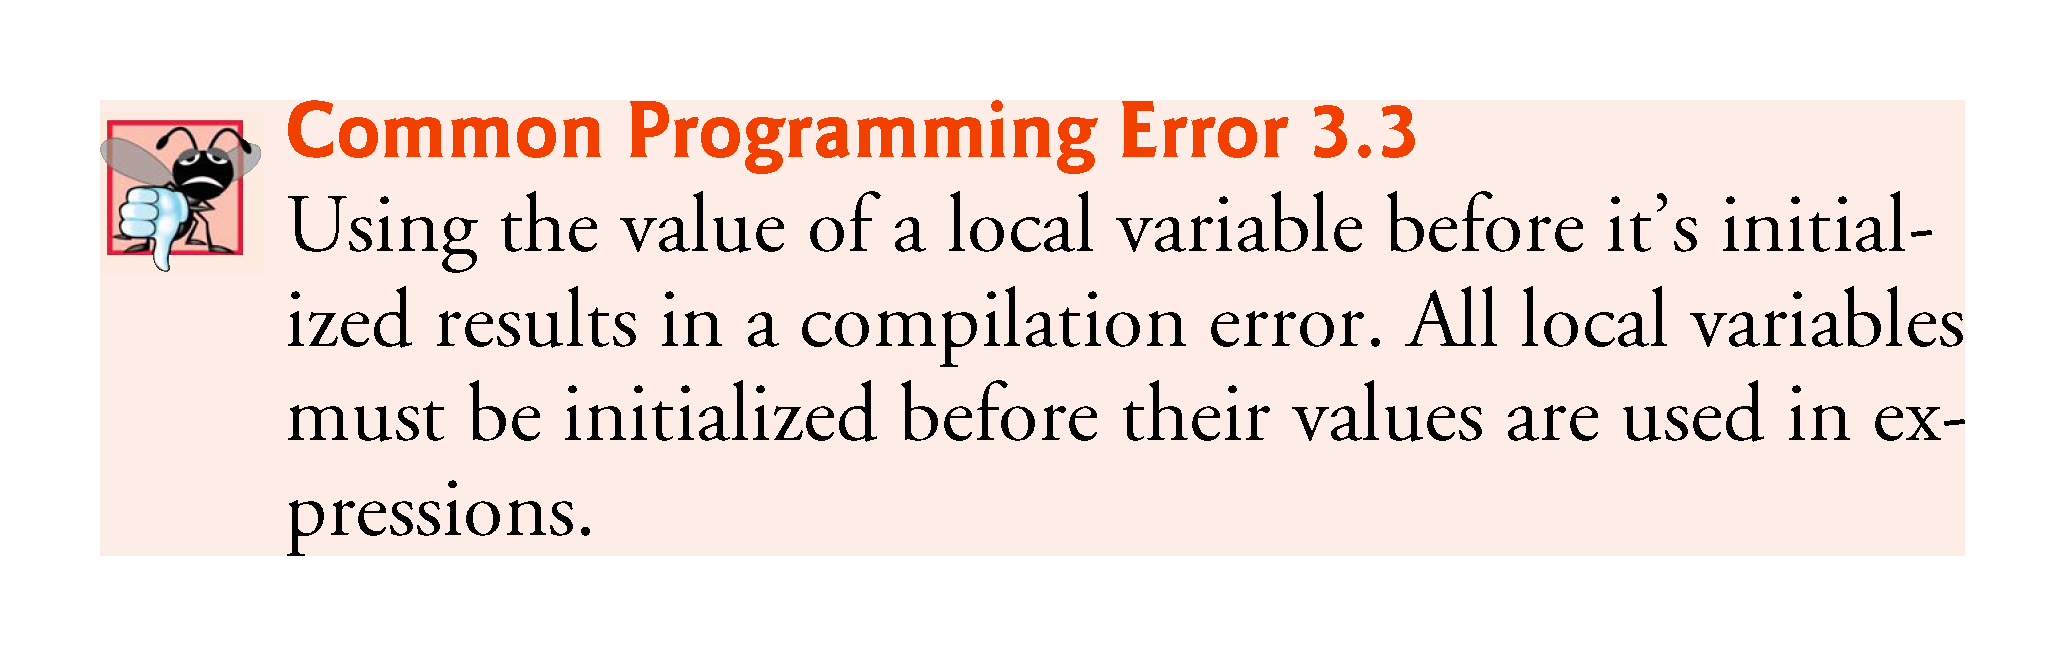 Common Programming Error 3.3
Using the value of a local variable before it’s initial-
ized results in a compilation error. All local variables
must be initialized before their values are used in ex-
pressions.